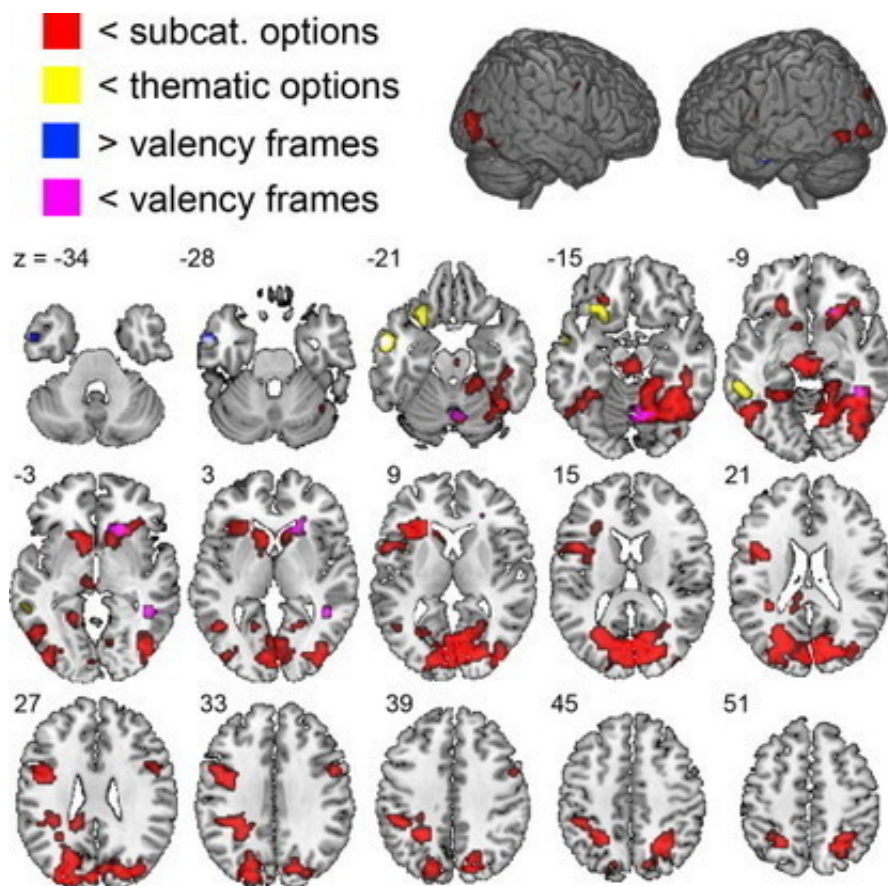 < subcat. options
< thematic options
> valency frames
< valency frames
z = -34
-28
-21
-15
-9
-3
3
9
15
21
27
33
39
45
51